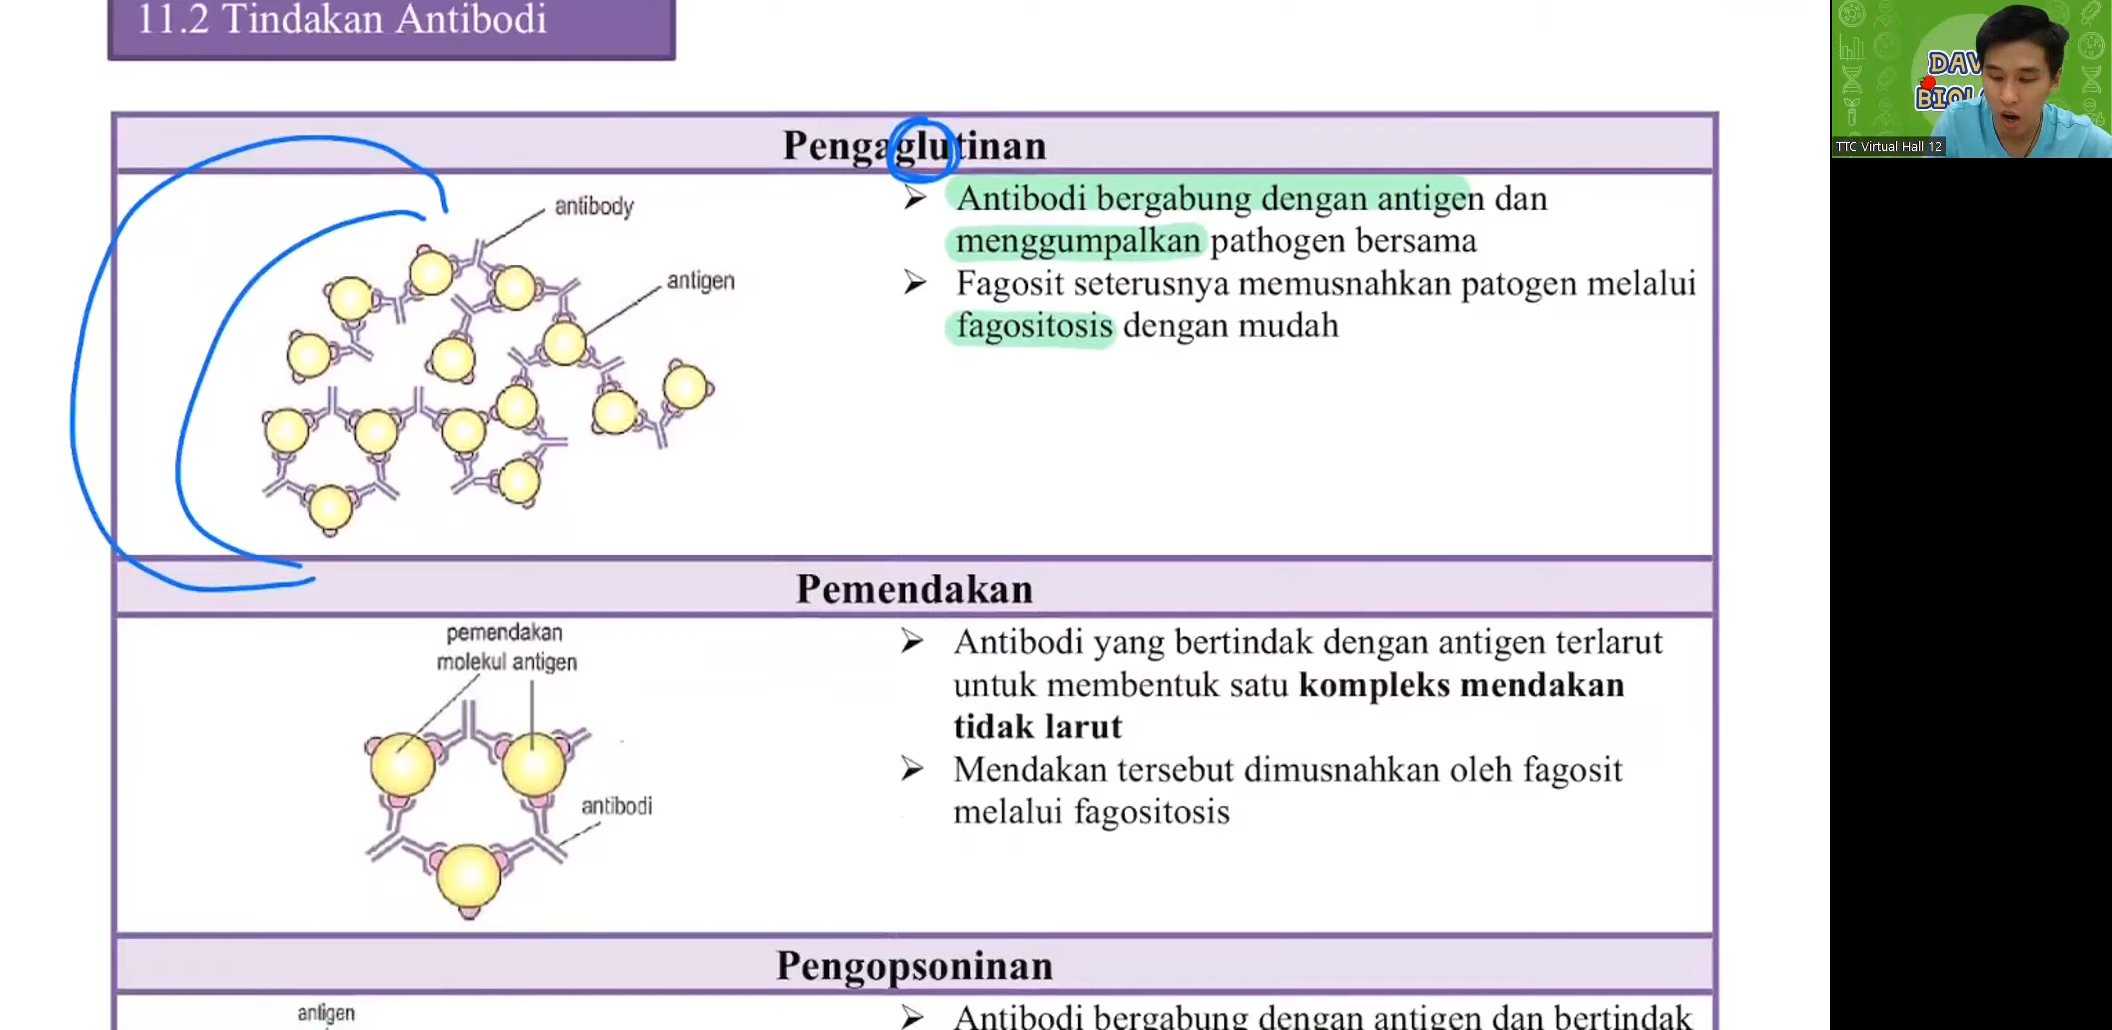 11.2 Tindakan Antibodi
Pengaglutinan
antibody
antigen
➢ Antibodi bergabung dengan antigen dan
menggumpalkan pathogen bersama
➢ Fagosit seterusnya memusnahkan patogen melalui
fagositosis dengan mudah
Pemendakan
pemendakan
molekul antigen
antibodi
➢ Antibodi yang bertindak dengan antigen terlarut
untuk membentuk satu kompleks mendakan
tidak larut
➢ Mendakan tersebut dimusnahkan oleh fagosit
melalui fagositosis
Pengopsoninan
antigen
➢ Antibodi bergabung dengan antigen dan bertindak
TTC Virtual Hall 12